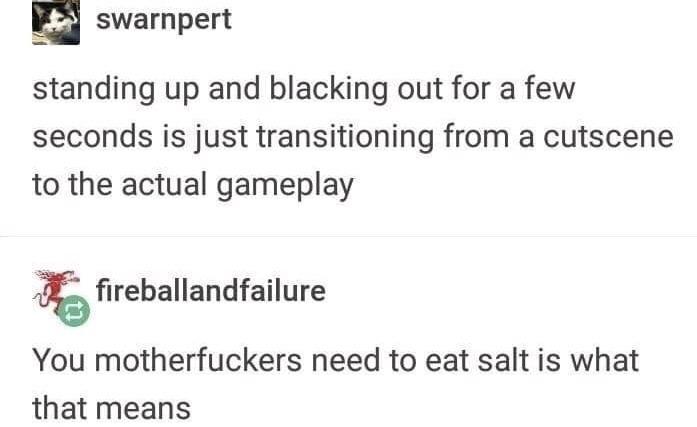 swarnpert
standing up and blacking out for a few
seconds is just transitioning from a cutscene
to the actual gameplay
fireballandfailure
You motherfuckers need to eat salt is what
that means